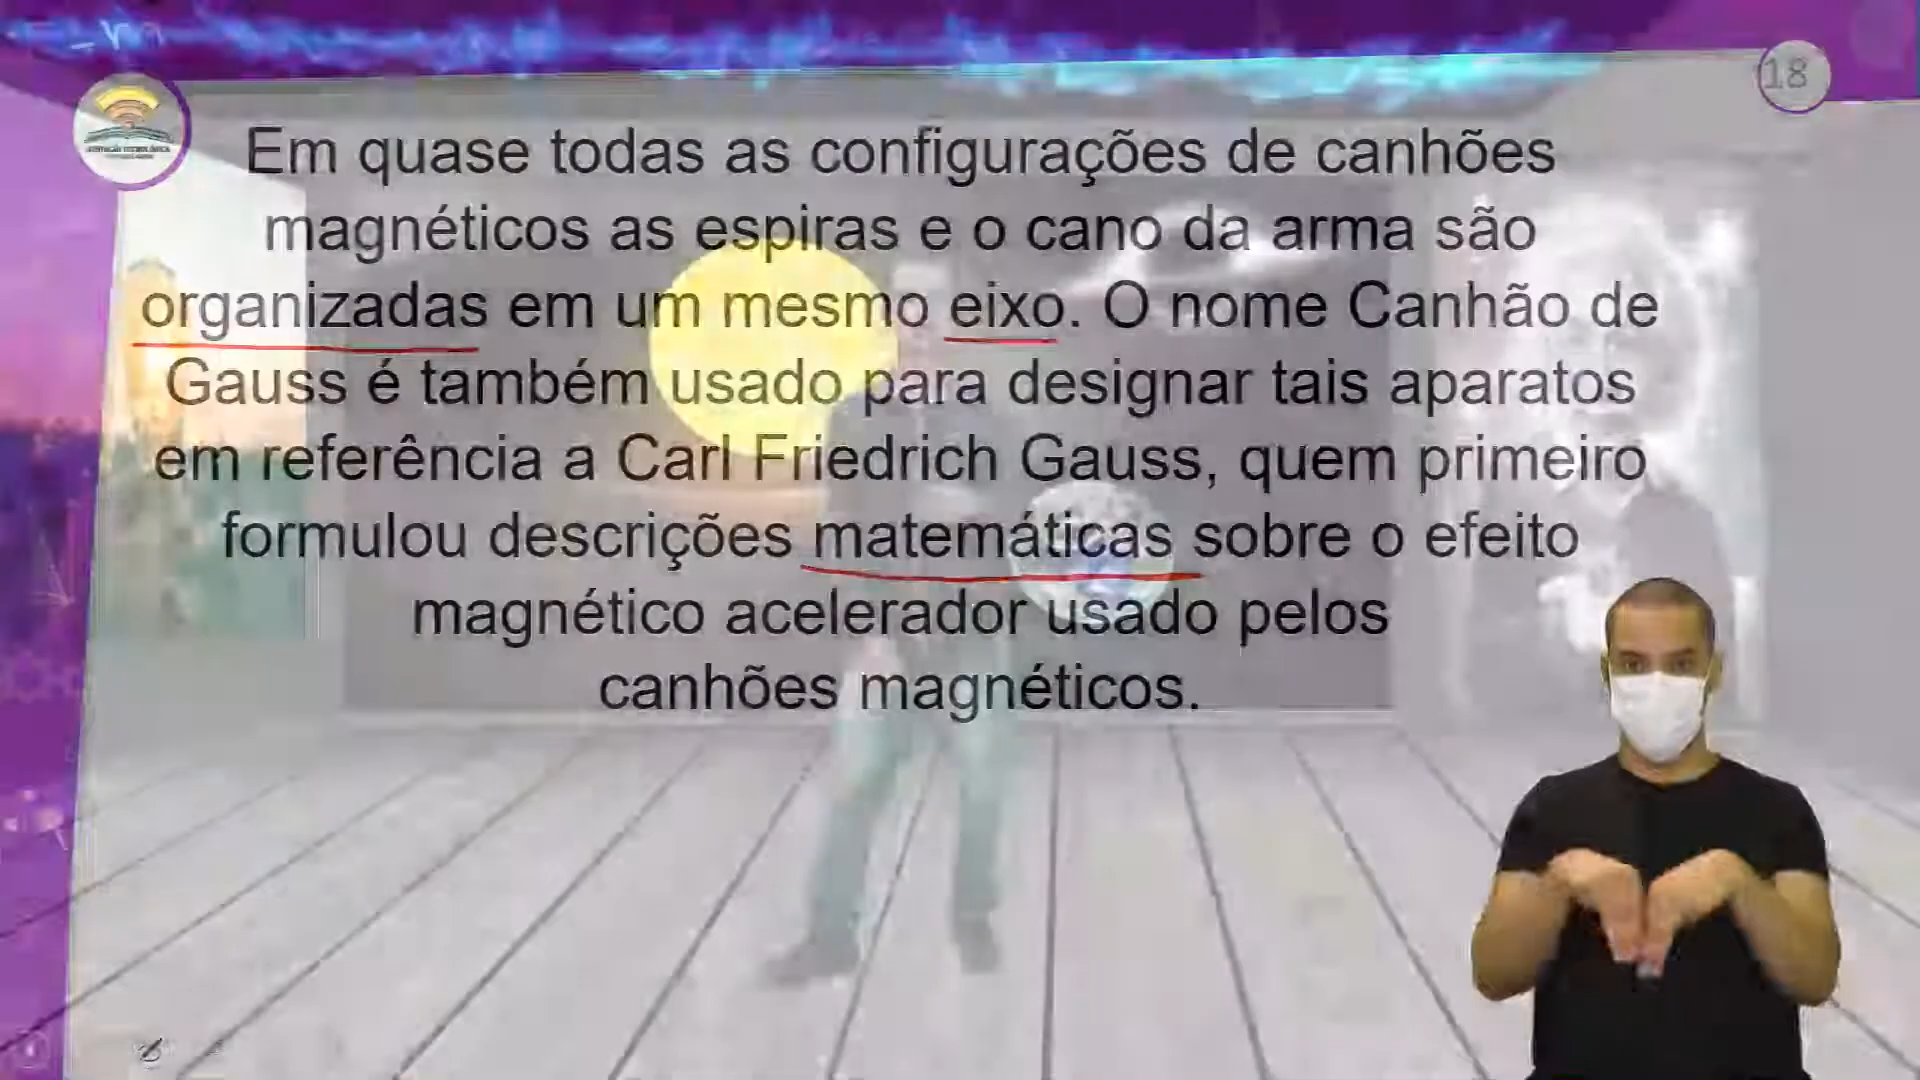 18
Em quase todas as configurações de canhões
magnéticos as espiras e o cano da arma são
organizadas em um mesmo eixo. O nome Canhão de
Gauss é também usado para designar tais aparatos
em referência a Carl Friedrich Gauss, quem primeiro
formulou descrições matemáticas sobre o efeito
magnético acelerador usado pelos
canhões magnéticos.